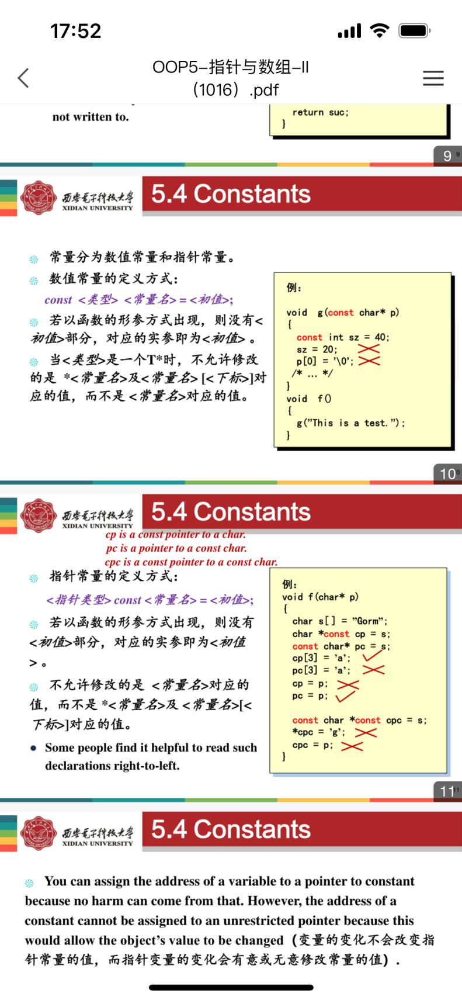 17:52
OOP5-指针与数组-II
（1016）.pdf
not written to.
return suc;
}
9 9
西安电子科技大学
XIDIAN UNIVERSITY
5.4 Constants
常量分为数值常量和指针常量。
数值常量的定义方式：
const <类型> <常量名> = <初值>;
若以函数的形参方式出现，则没有<
初值>部分，对应的实参即为<初值> 。
当<类型>是一个T*时，不允许修改
的是 *<常量名>及<常量名> [<下标>]对
应的值，而不是 <常量名>对应的值。
例：
void g(const char* p)
{
const int sz = 40;
sz = 20;
p[0] = '\0';
/* ... */
}
void f()
{
g("This is a test.");
}
10
西安电子科技大学
XIDIAN UNIVERSITY
5.4 Constants
cp is a const pointer to a char.
pc is a pointer to a const char.
cpc is a const pointer to a const char.
指针常量的定义方式：
<指针类型> const <常量名> = <初值>;
若以函数的形参方式出现，则没有
<初值>部分，对应的实参即为<初值
> 。
不允许修改的是 <常量名>对应的
值，而不是 *<常量名>及 <常量名>[<
下标>]对应的值。
• Some people find it helpful to read such
declarations right-to-left.
例：
void f(char* p)
{
char s[] = "Gorm";
char *const cp = s;
const char* pc = s;
cp[3] = 'a';
pc[3] = 'a';
cp = p;
pc = p;
const char *const cpc = s;
*cpc = 'g';
cpc = p;
}
11 11
西安电子科技大学
XIDIAN UNIVERSITY
5.4 Constants
You can assign the address of a variable to a pointer to constant
because no harm can come from that. However, the address of a
constant cannot be assigned to an unrestricted pointer because this
would allow the object's value to be changed（变量的变化不会改变指
针常量的值，而指针变量的变化会有意或无意修改常量的值）.